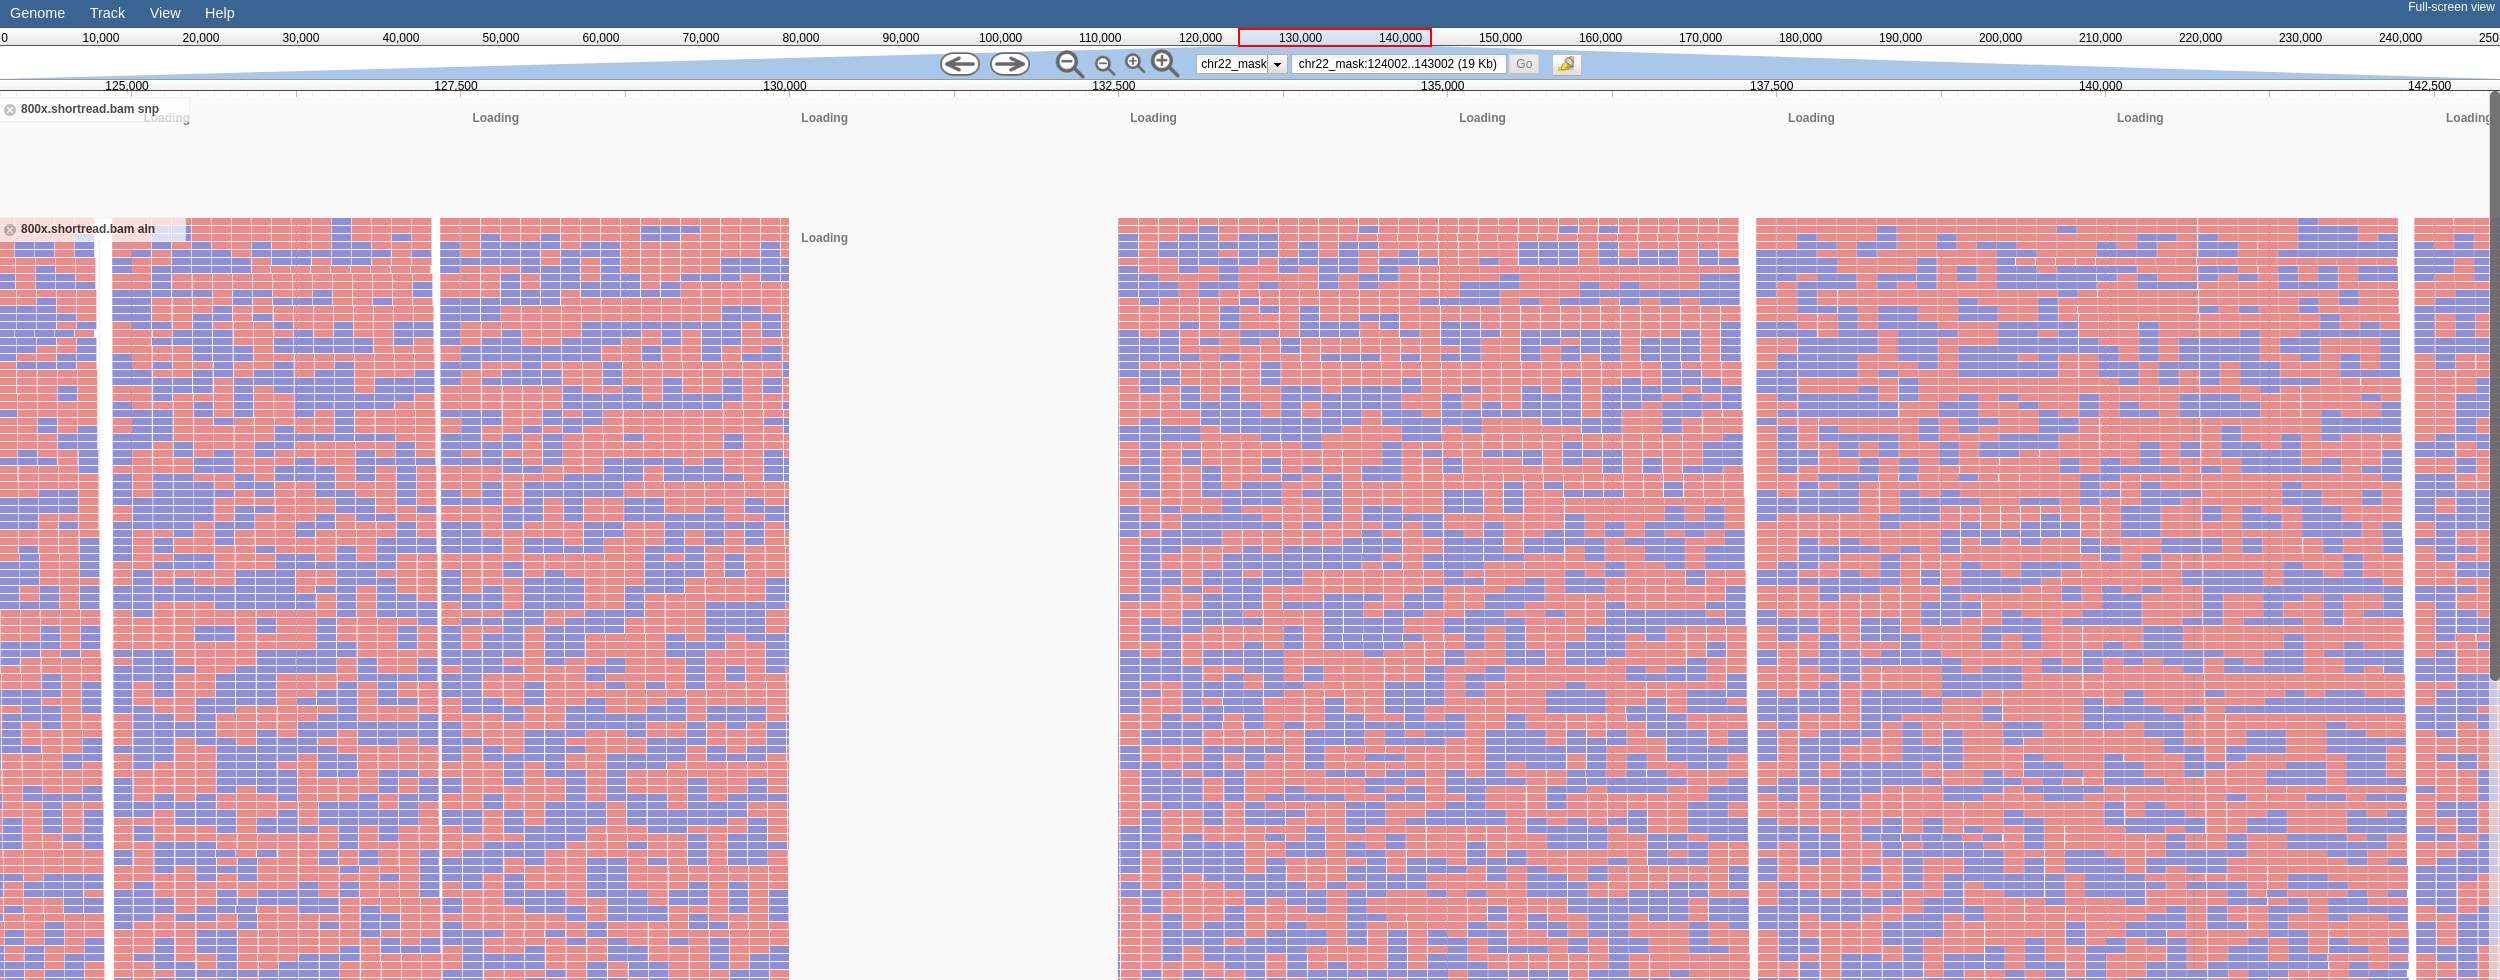 Genome Track View Help Full-screen view
0 10,000 20,000 30,000 40,000 50,000 60,000 70,000 80,000 90,000 100,000 110,000 120,000 130,000 140,000 150,000 160,000 170,000 180,000 190,000 200,000 210,000 220,000 230,000 240,000 250
chr22_mask chr22_mask:124002..143002 (19 Kb) Go
125,000 127,500 130,000 132,500 135,000 137,500 140,000 142,500
800x.shortread.bam snp
Loading Loading Loading Loading Loading Loading Loading Loading
800x.shortread.bam aln
Loading